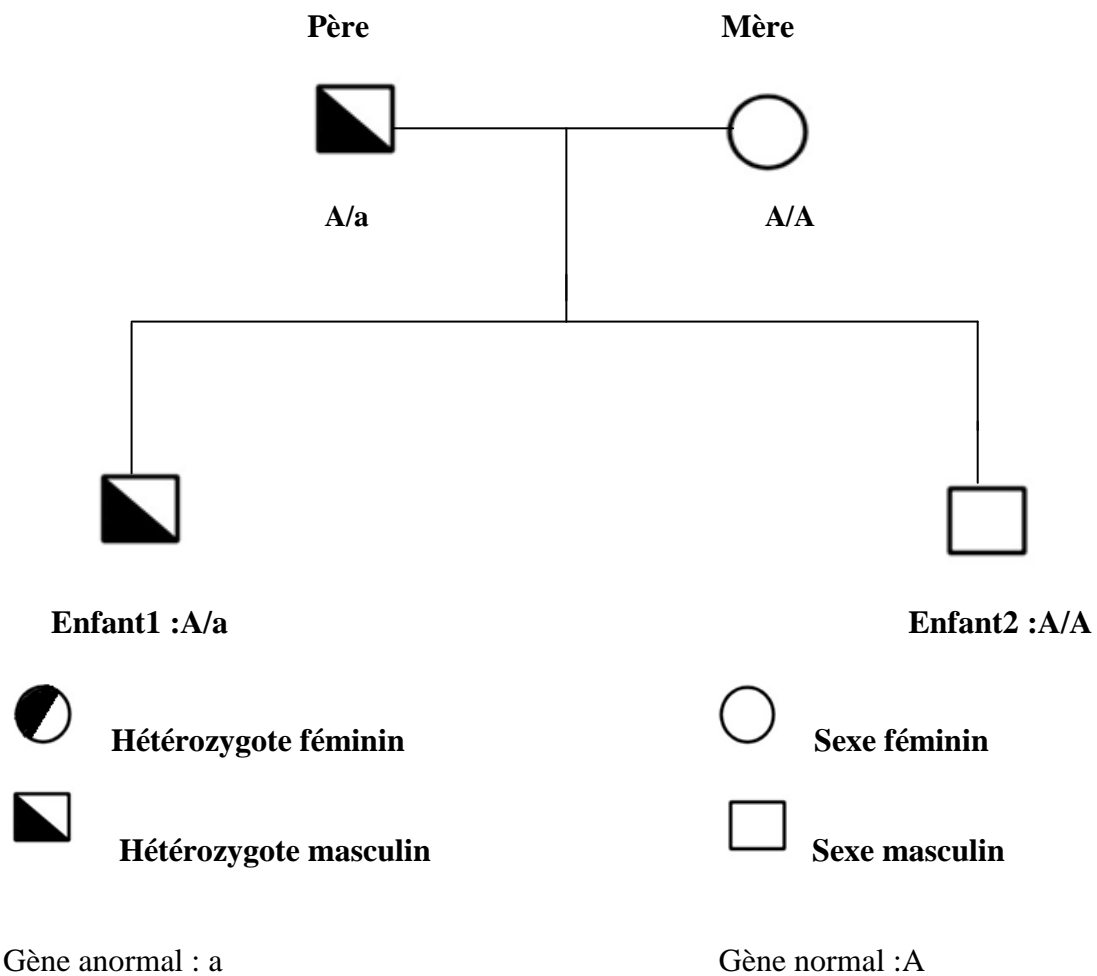 Père Mère
A/a A/A
Enfant1 :A/a Enfant2 :A/A
Hétérozygote féminin Sexe féminin
Hétérozygote masculin Sexe masculin
Gène anormal : a Gène normal :A